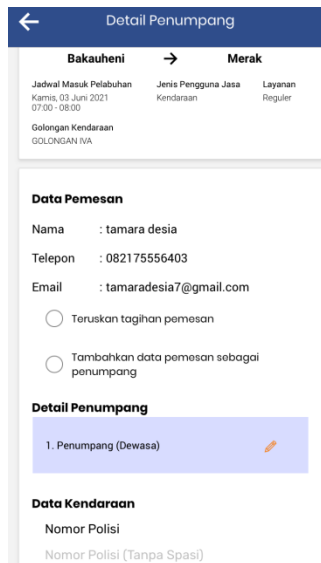 Detail Penumpang
Bakauheni → Merak
Jadwal Masuk Pelabuhan Jenis Pengguna Jasa Layanan
Kamis, 03 Juni 2021 Kendaraan Reguler
07:00 - 08:00
Golongan Kendaraan
GOLONGAN IVA
Data Pemesan
Nama : tamara desia
Telepon : 082175556403
Email : tamaradesia7@gmail.com
Teruskan tagihan pemesan
Tambahkan data pemesan sebagai
penumpang
Detail Penumpang
1. Penumpang (Dewasa)
Data Kendaraan
Nomor Polisi
Nomor Polisi (Tanpa Spasi)